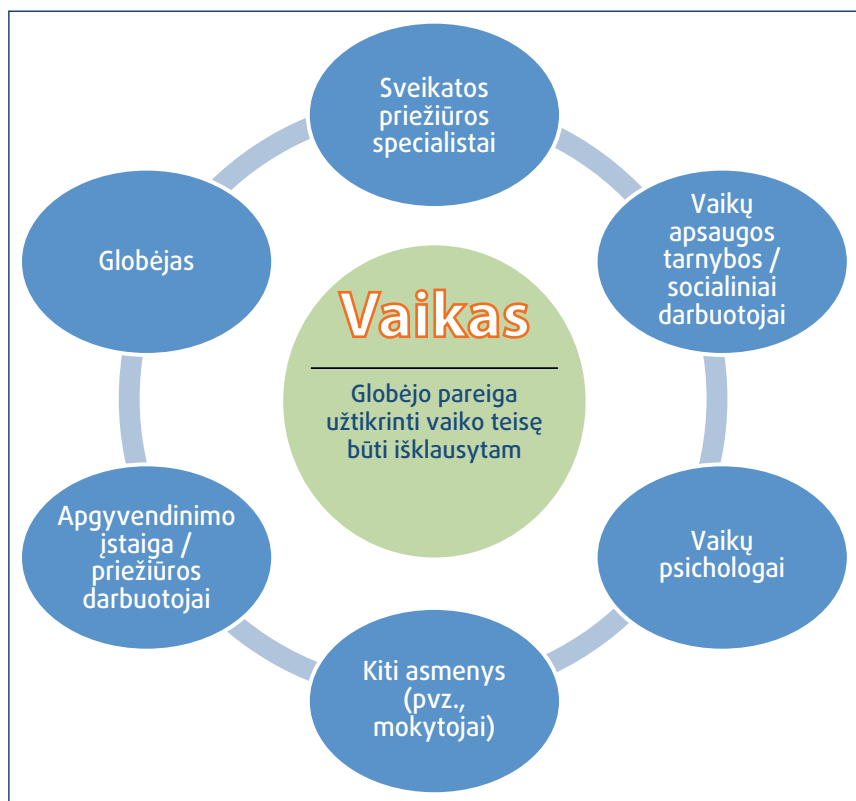 Sveikatos
priežiūros
specialistai
Globėjas
Vaikų
apsaugos
tarnybos /
socialiniai
darbuotojai
Vaikas
Globėjo pareiga
užtikrinti vaiko teisę
būti išklausytam
Apgyvendinimo
įstaiga /
priežiūros
darbuotojai
Vaikų
psichologai
Kiti asmenys
(pvz.,
mokytojai)